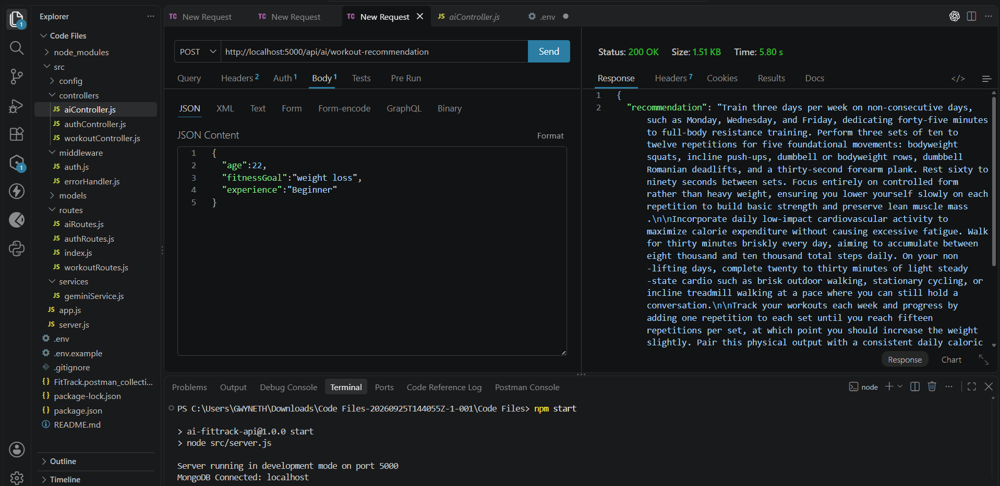 Explorer
Code Files
node_modules
src
config
controllers
JS aiController.js
JS authController.js
JS workoutController.js
middleware
JS auth.js
JS errorHandler.js
models
routes
JS aiRoutes.js
JS authRoutes.js
JS index.js
JS workoutRoutes.js
services
JS geminiService.js
JS app.js
JS server.js
.env
.env.example
.gitignore
{} FitTrack.postman_collecti...
{} package-lock.json
{} package.json
README.md
Outline
Timeline
1
1
TC New Request
TC New Request
TC New Request
JS aiController.js
.env
POST
http://localhost:5000/api/ai/workout-recommendation
Send
Query Headers 2 Auth 1 Body 1 Tests Pre Run
JSON XML Text Form Form-encode GraphQL Binary
JSON Content
Format
1 {
2 "age":22,
3 "fitnessGoal":"weight loss",
4 "experience":"Beginner"
5 }
Status: 200 OK Size: 1.51 KB Time: 5.80 s
Response Headers 7 Cookies Results Docs
</>
1 {
2 "recommendation": "Train three days per week on non-consecutive days,
such as Monday, Wednesday, and Friday, dedicating forty-five minutes
to full-body resistance training. Perform three sets of ten to
twelve repetitions for five foundational movements: bodyweight
squats, incline push-ups, dumbbell or bodyweight rows, dumbbell
Romanian deadlifts, and a thirty-second forearm plank. Rest sixty to
ninety seconds between sets. Focus entirely on controlled form
rather than heavy weight, ensuring you lower yourself slowly on each
repetition to build basic strength and preserve lean muscle mass
.\n\nIncorporate daily low-impact cardiovascular activity to
maximize calorie expenditure without causing excessive fatigue. Walk
for thirty minutes briskly every day, aiming to accumulate between
eight thousand and ten thousand total steps daily. On your non
-lifting days, complete twenty to thirty minutes of light steady
-state cardio such as brisk outdoor walking, stationary cycling, or
incline treadmill walking at a pace where you can still hold a
conversation.\n\nTrack your workouts each week and progress by
adding one repetition to each set until you reach fifteen
repetitions per set, at which point you should increase the weight
slightly. Pair this physical output with a consistent daily caloric
Response Chart
Problems Output Debug Console Terminal Ports Code Reference Log Postman Console
node
PS C:\Users\GWYNETH\Downloads\Code Files-20260925T144055Z-1-001\Code Files> npm start
> ai-fittrack-api@1.0.0 start
> node src/server.js
Server running in development mode on port 5000
MongoDB Connected: localhost